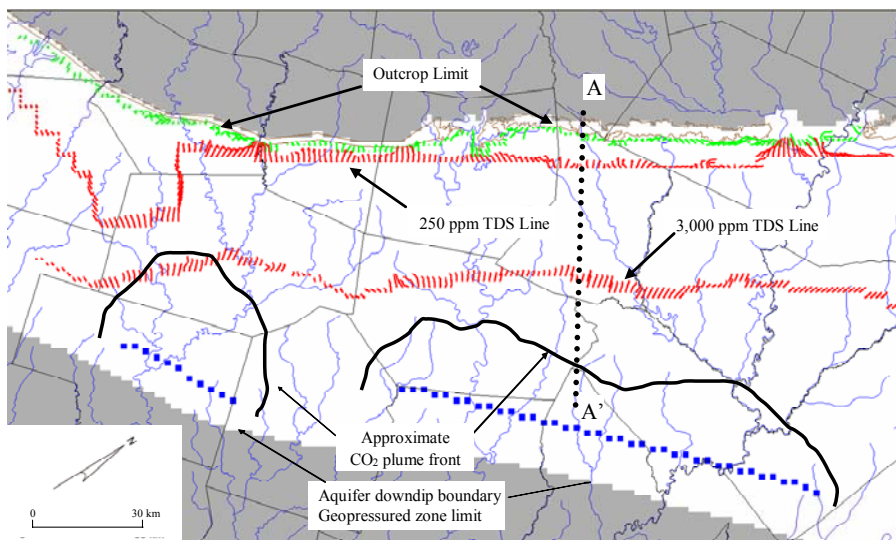 Outcrop Limit
A
250 ppm TDS Line
3,000 ppm TDS Line
A'
Approximate
CO₂ plume front
Aquifer downdip boundary
Geopressured zone limit
N
0 30 km